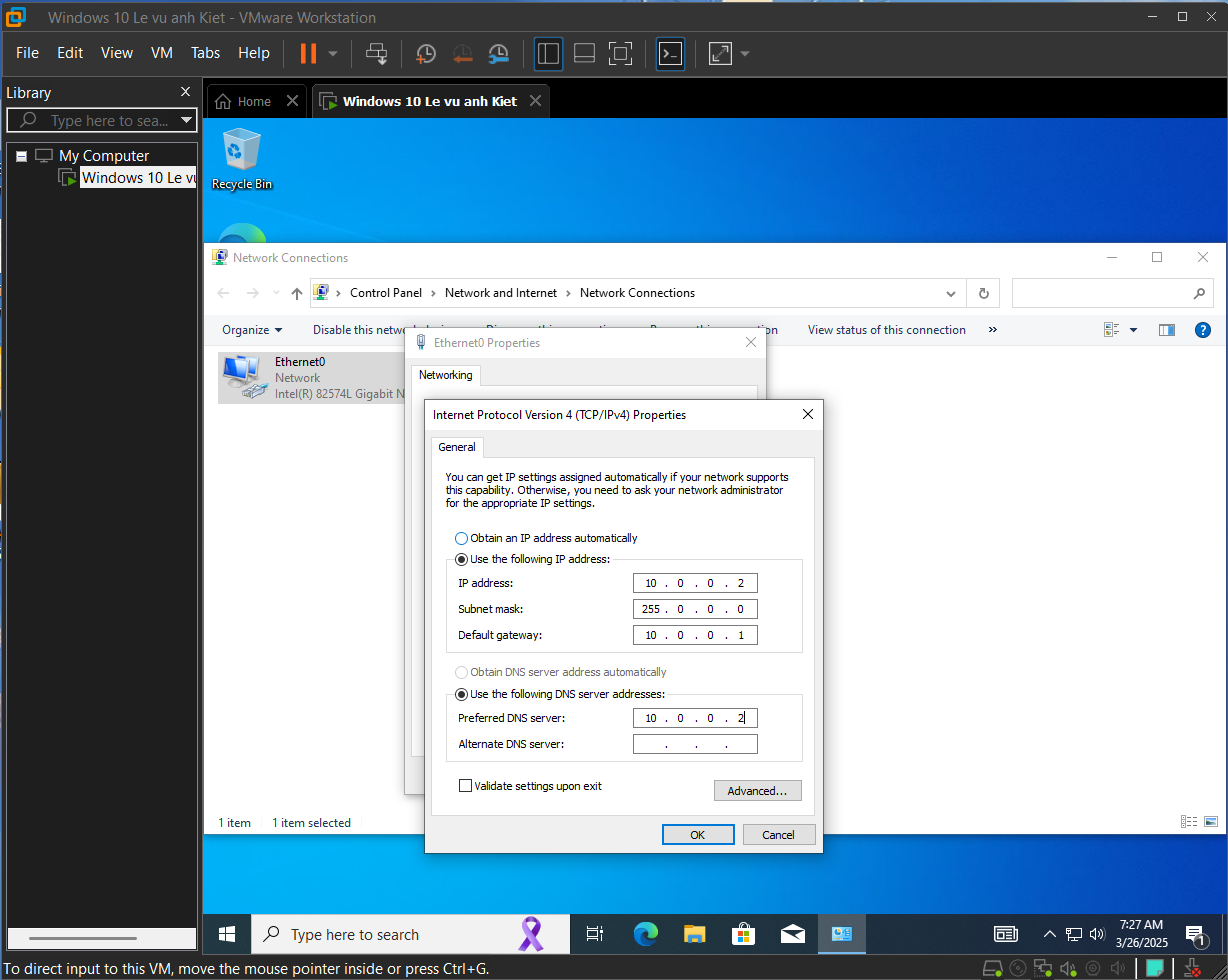 Windows 10 Le vu anh Kiet - VMware Workstation
File Edit View VM Tabs Help
Library
Home
Windows 10 Le vu anh Kiet
Type here to sea...
My Computer
Windows 10 Le vu
Recycle Bin
Network Connections
Control Panel > Network and Internet > Network Connections
Organize
View status of this connection
»
Ethernet0
Network
Intel(R) 82574L Gigabit N
Ethernet0 Properties
Networking
Internet Protocol Version 4 (TCP/IPv4) Properties
General
You can get IP settings assigned automatically if your network supports
this capability. Otherwise, you need to ask your network administrator
for the appropriate IP settings.
Obtain an IP address automatically
Use the following IP address:
IP address: 10 . 0 . 0 . 2
Subnet mask: 255 . 0 . 0 . 0
Default gateway: 10 . 0 . 0 . 1
Obtain DNS server address automatically
Use the following DNS server addresses:
Preferred DNS server: 10 . 0 . 0 . 2
Alternate DNS server: . . .
Validate settings upon exit
Advanced...
OK
Cancel
1 item 1 item selected
Type here to search
7:27 AM
3/26/2025
1
To direct input to this VM, move the mouse pointer inside or press Ctrl+G.